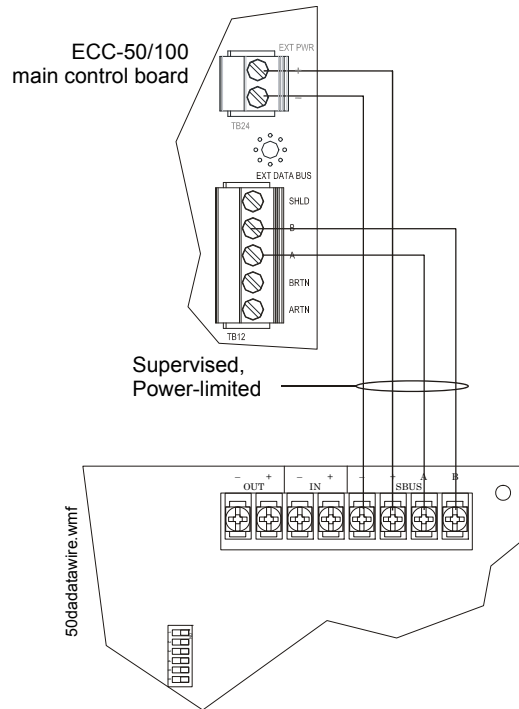 ECC-50/100
main control board
EXT PWR
+
–
TB24
EXT DATA BUS
SHLD
B
A
BRTN
ARTN
TB12
Supervised,
Power-limited
– + – + – + A B
OUT IN SBUS
50dadatawire.wmf